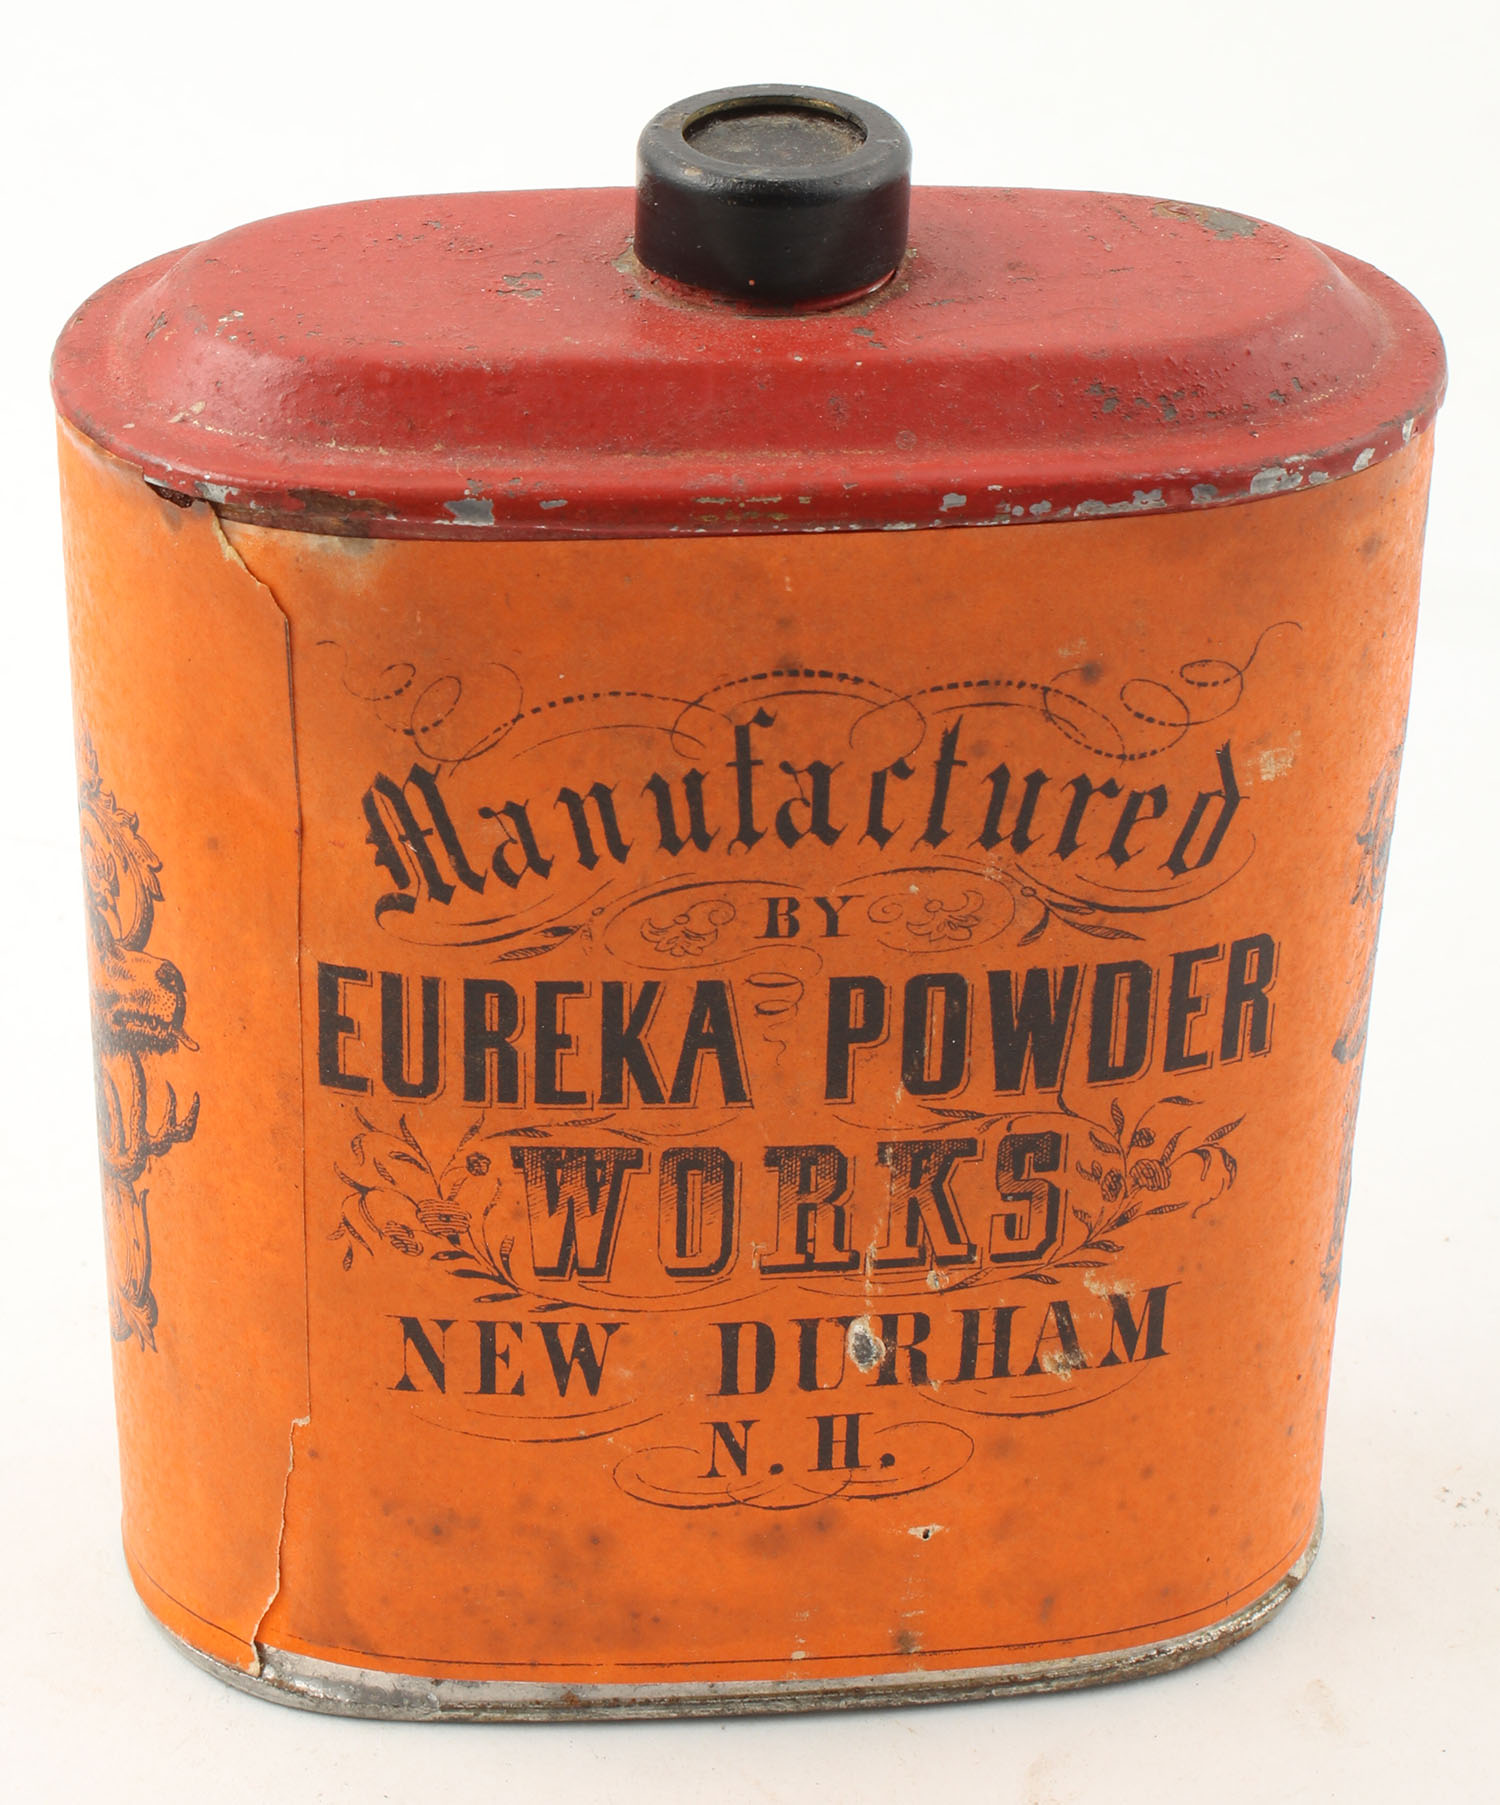 Manufactured
BY
EUREKA POWDER
WORKS
NEW DURHAM
N. H.